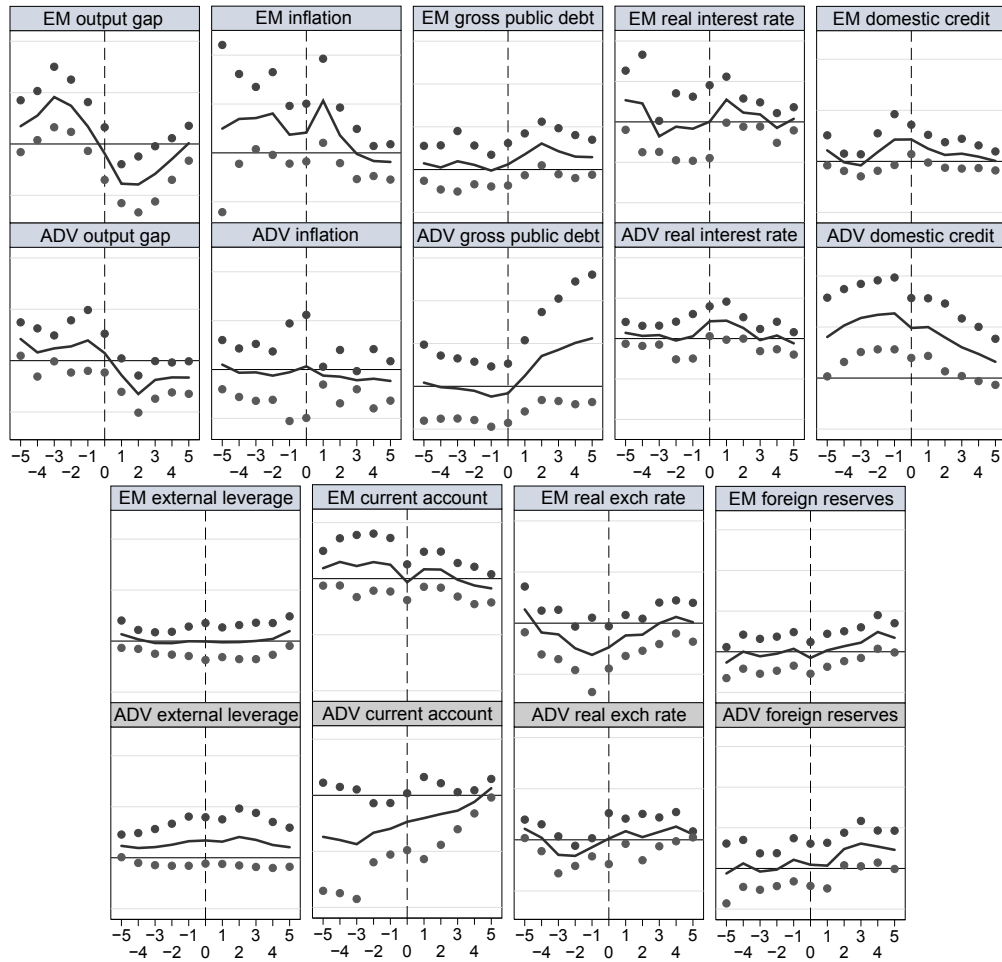 EM output gap EM inflation EM gross public debt EM real interest rate EM domestic credit
ADV output gap ADV inflation ADV gross public debt ADV real interest rate ADV domestic credit
−5 −3 −1 1 3 5 −5 −3 −1 1 3 5 −5 −3 −1 1 3 5 −5 −3 −1 1 3 5 −5 −3 −1 1 3 5
−4 −2 0 2 4 −4 −2 0 2 4 −4 −2 0 2 4 −4 −2 0 2 4 −4 −2 0 2 4
EM external leverage EM current account EM real exch rate EM foreign reserves
ADV external leverage ADV current account ADV real exch rate ADV foreign reserves
−5 −3 −1 1 3 5 −5 −3 −1 1 3 5 −5 −3 −1 1 3 5 −5 −3 −1 1 3 5
−4 −2 0 2 4 −4 −2 0 2 4 −4 −2 0 2 4 −4 −2 0 2 4